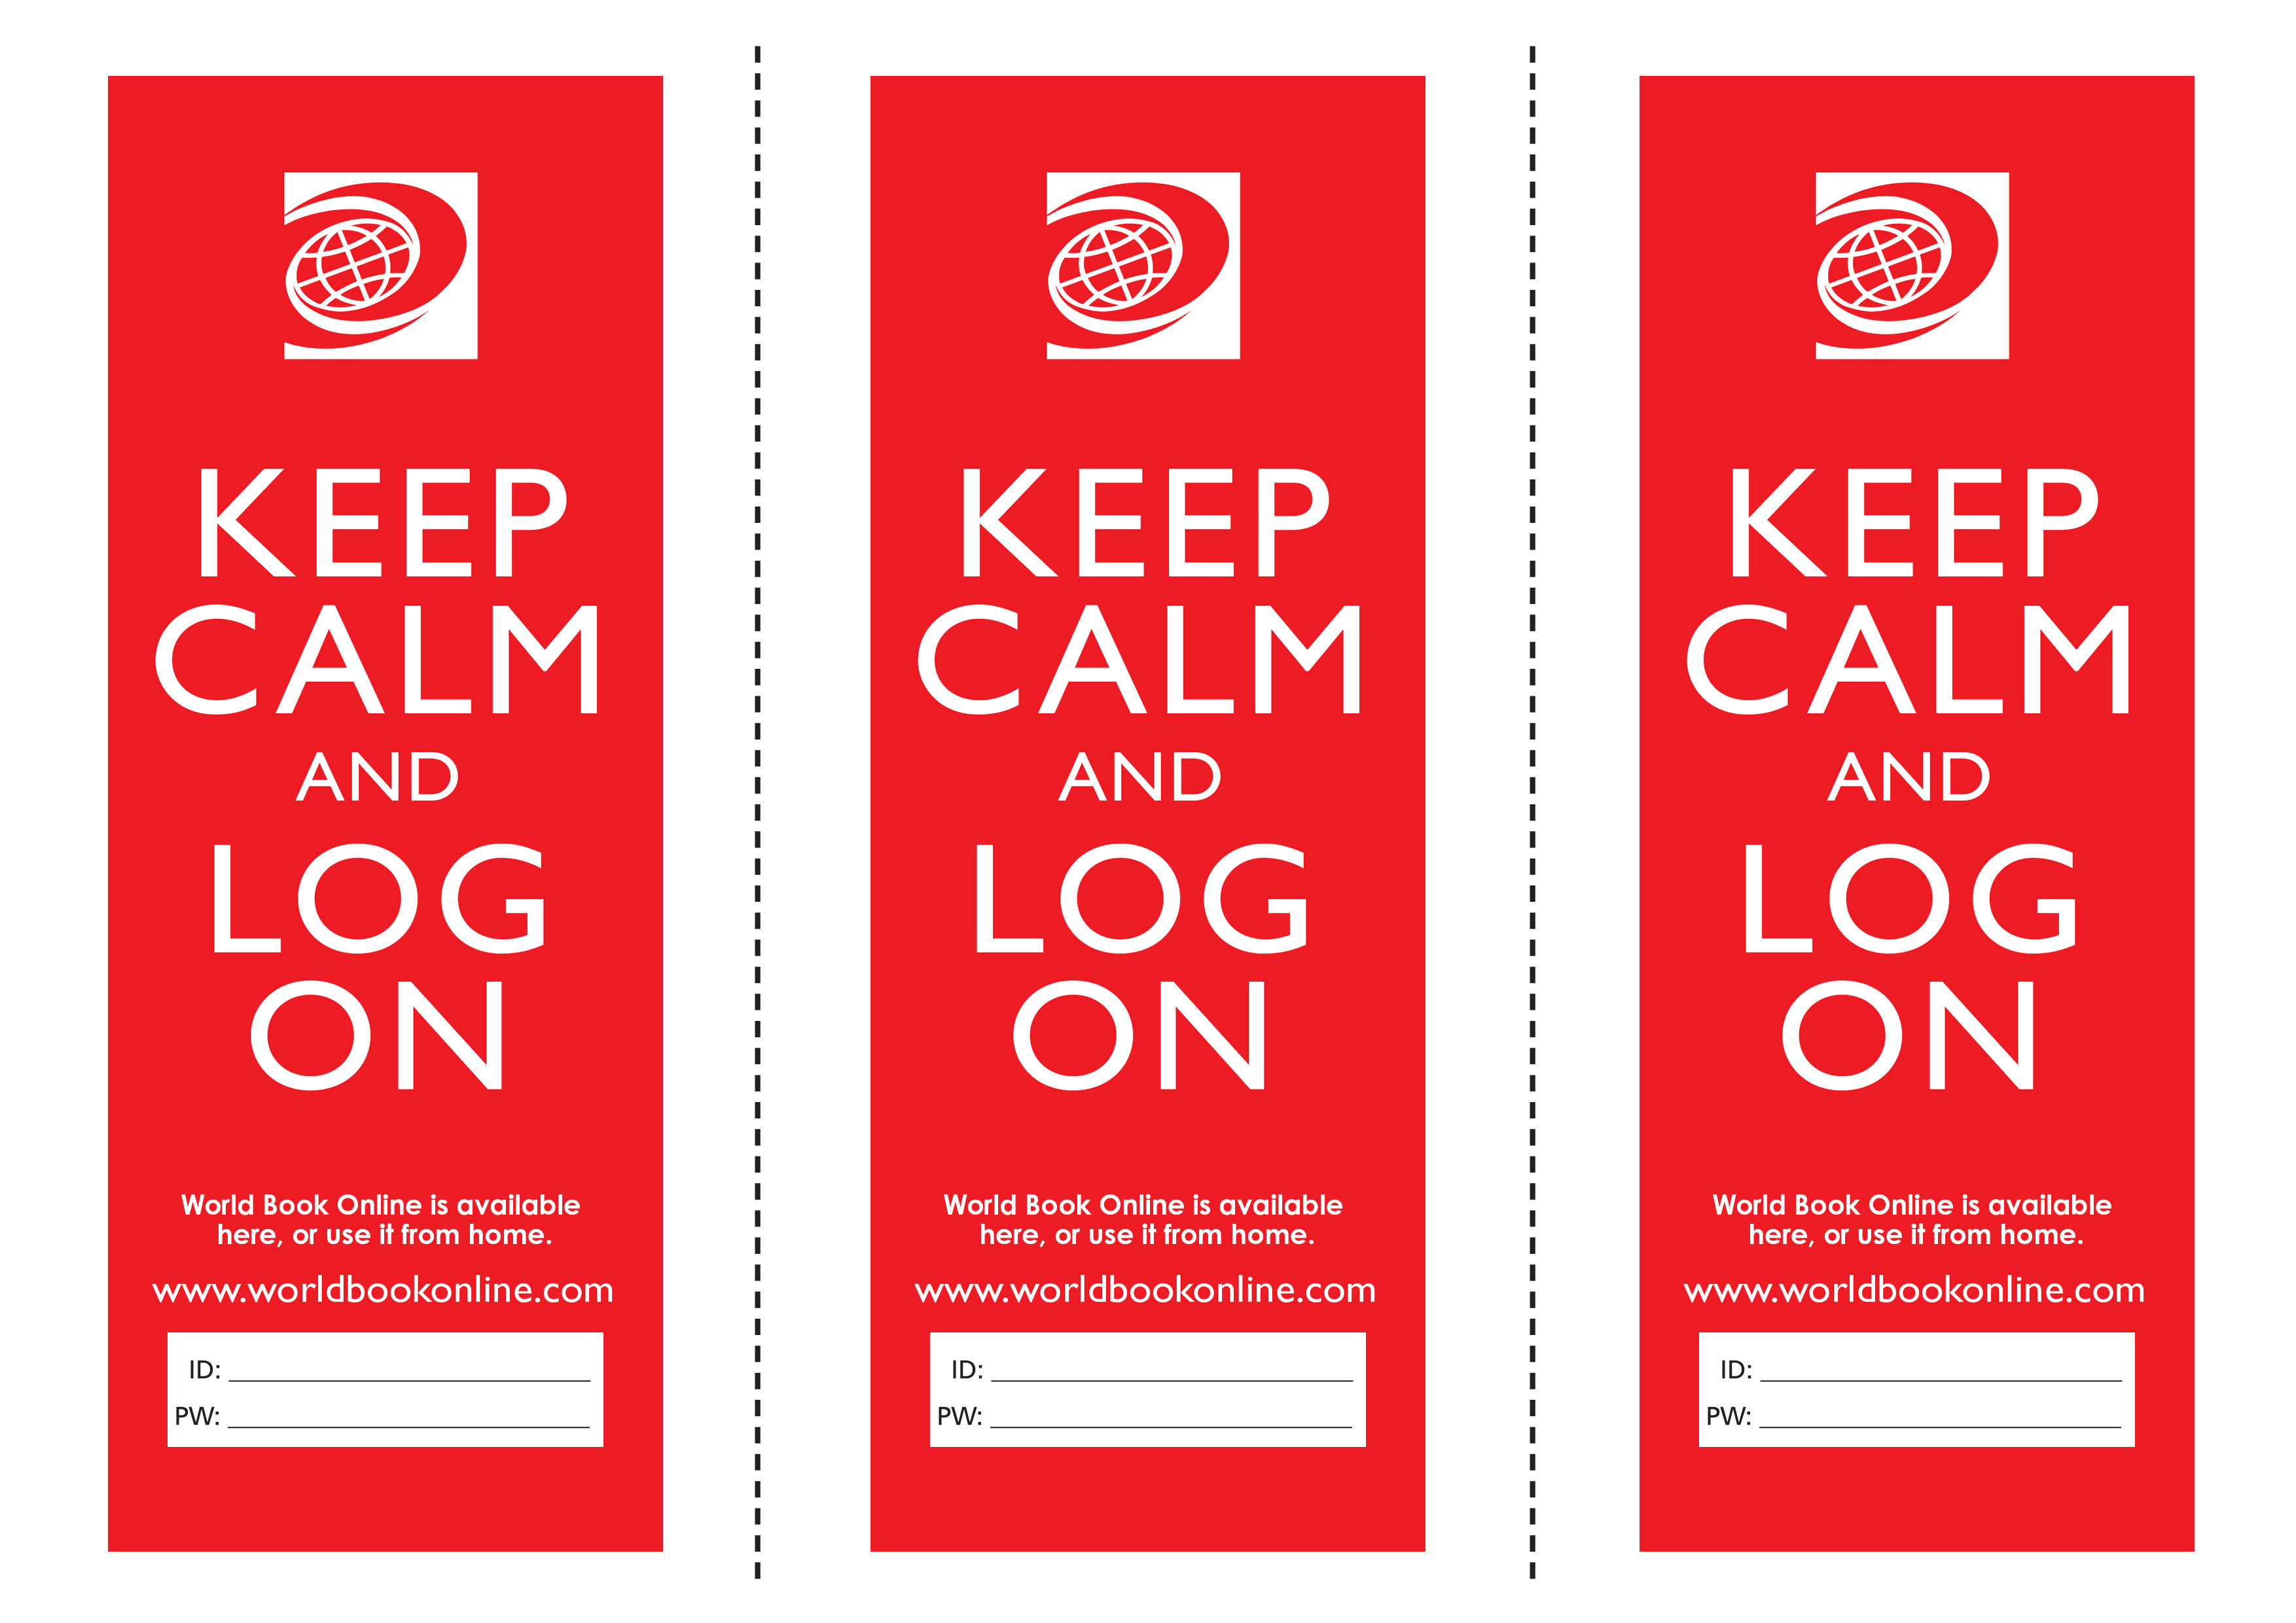 KEEP
CALM
AND
LOG
ON
World Book Online is available
here, or use it from home.
www.worldbookonline.com
ID:
PW:
KEEP
CALM
AND
LOG
ON
World Book Online is available
here, or use it from home.
www.worldbookonline.com
ID:
PW:
KEEP
CALM
AND
LOG
ON
World Book Online is available
here, or use it from home.
www.worldbookonline.com
ID:
PW: